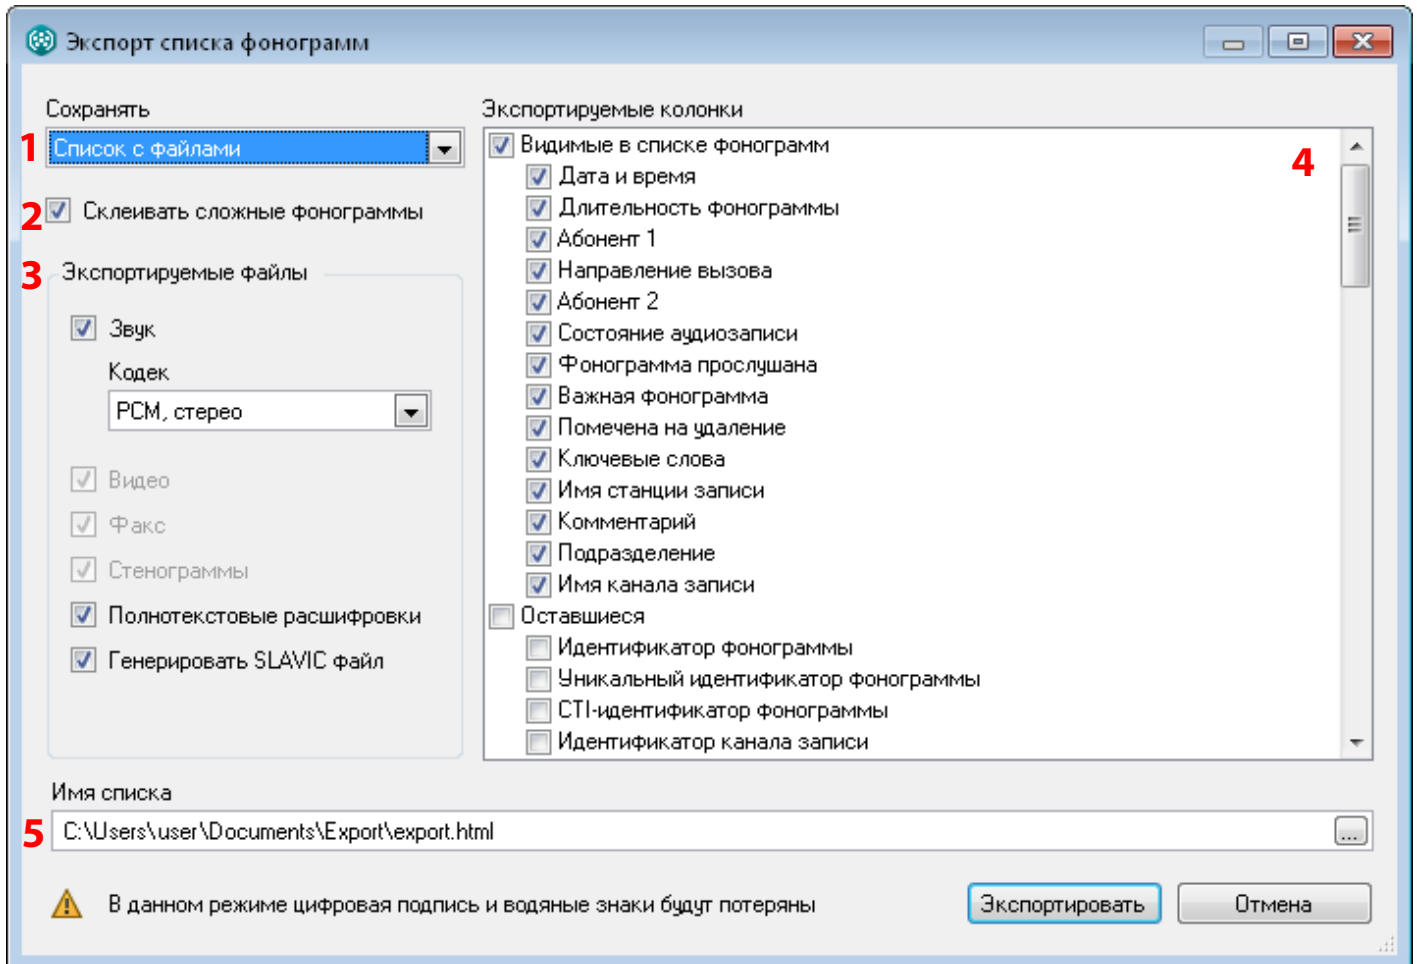 Экспорт списка фонограмм
Сохранять
1 Список с файлами
2 Склеивать сложные фонограммы
3 Экспортируемые файлы
Звук
Кодек
PCM, стерео
Видео
Факс
Стенограммы
Полнотекстовые расшифровки
Генерировать SLAVIC файл
Экспортируемые колонки
4
Видимые в списке фонограмм
Дата и время
Длительность фонограммы
Абонент 1
Направление вызова
Абонент 2
Состояние аудиозаписи
Фонограмма прослушана
Важная фонограмма
Помечена на удаление
Ключевые слова
Имя станции записи
Комментарий
Подразделение
Имя канала записи
Оставшиеся
Идентификатор фонограммы
Уникальный идентификатор фонограммы
CTI-идентификатор фонограммы
Идентификатор канала записи
Имя списка
5 C:\Users\user\Documents\Export\export.html
...
В данном режиме цифровая подпись и водяные знаки будут потеряны
Экспортировать
Отмена